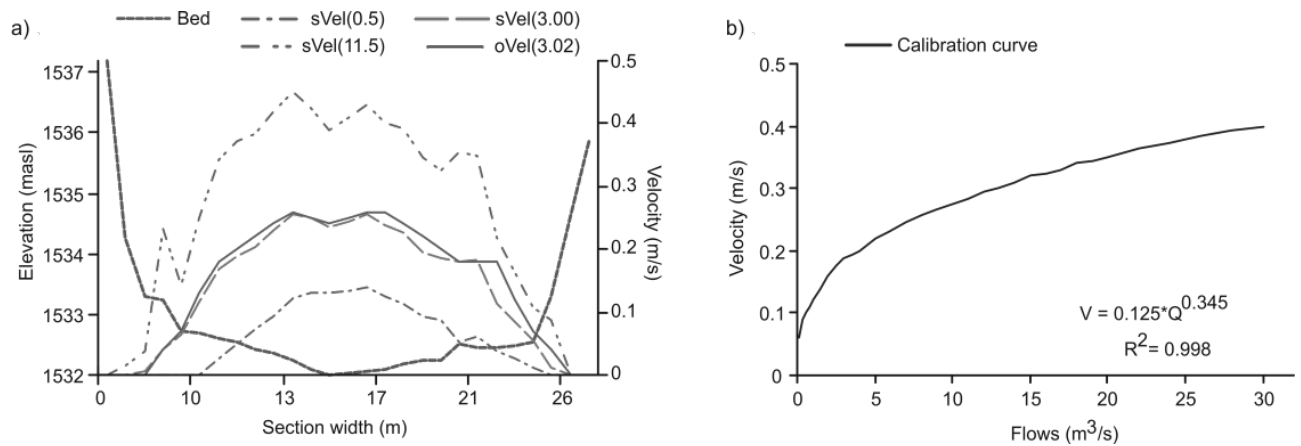 a)
Bed
sVel(0.5)
sVel(3.00)
sVel(11.5)
oVel(3.02)
1537
1536
1535
1534
1533
1532
Elevation (masl)
0.5
0.4
0.3
0.2
0.1
0
Velocity (m/s)
0 10 13 17 21 26
Section width (m)
b)
Calibration curve
0.5
0.4
0.3
0.2
0.1
0
Velocity (m/s)
V = 0.125*Q^0.345
R^2 = 0.998
0 5 10 15 20 25 30
Flows (m^3/s)